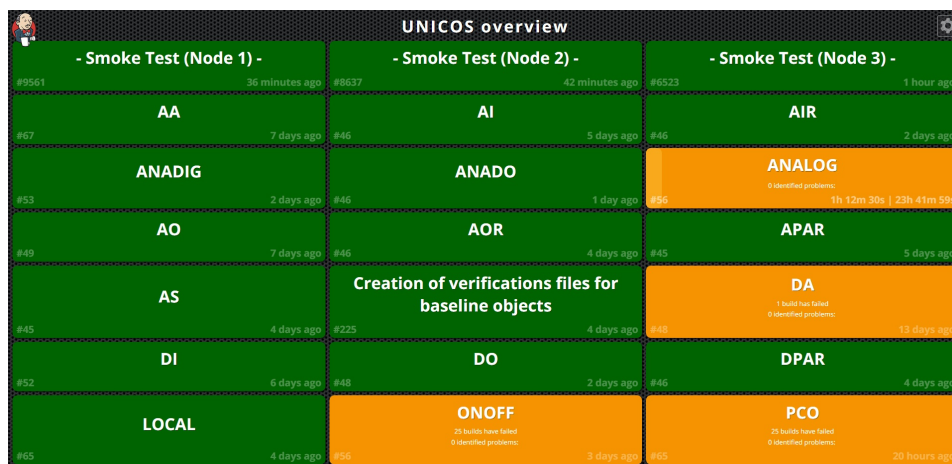 UNICOS overview
- Smoke Test (Node 1) -
#9561 36 minutes ago
- Smoke Test (Node 2) -
#8637 42 minutes ago
- Smoke Test (Node 3) -
#6523 1 hour ago
AA
#67 7 days ago
AI
#46 5 days ago
AIR
#46 2 days ago
ANADIG
#53 2 days ago
ANADO
#46 1 day ago
ANALOG
0 identified problems:
#56 1h 12m 30s | 23h 41m 59s
AO
#49 7 days ago
AOR
#46 4 days ago
APAR
#45 5 days ago
AS
#45 4 days ago
Creation of verifications files for
baseline objects
#225 4 days ago
DA
1 build has failed
0 identified problems:
#48 13 days ago
DI
#52 6 days ago
DO
#48 2 days ago
DPAR
#46 4 days ago
LOCAL
#65 4 days ago
ONOFF
25 builds have failed
0 identified problems:
#56 3 days ago
PCO
25 builds have failed
0 identified problems:
#65 20 hours ago